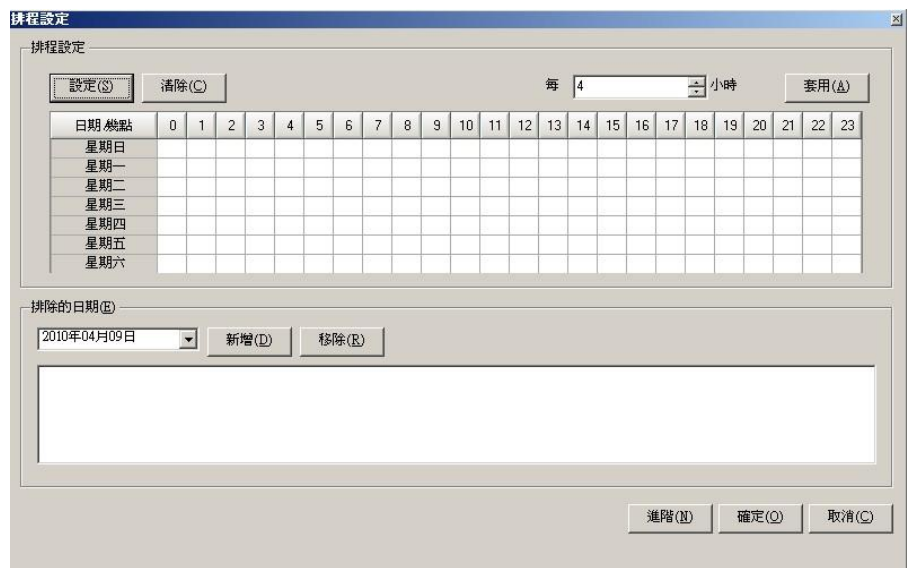 排程設定
排程設定
設定(S) 清除(C) 每 4 小時 套用(A)
日期/幾點 0 1 2 3 4 5 6 7 8 9 10 11 12 13 14 15 16 17 18 19 20 21 22 23
星期日
星期一
星期二
星期三
星期四
星期五
星期六
排除的日期(E)
2010年04月09日 新增(D) 移除(R)
進階(N) 確定(O) 取消(C)